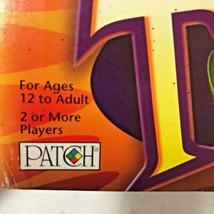 For Ages
12 to Adult
2 or More
Players
PATCH